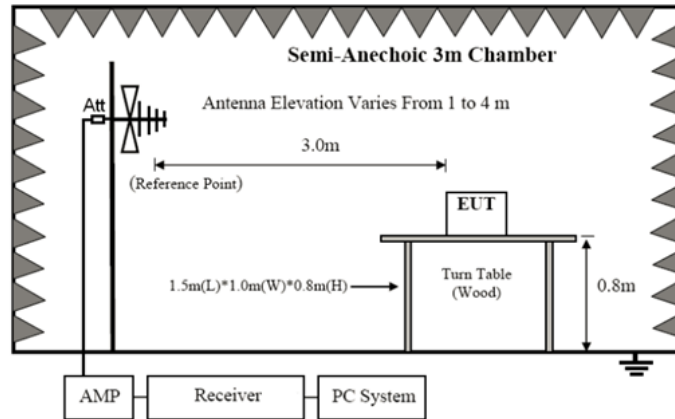 Semi-Anechoic 3m Chamber
Att
Antenna Elevation Varies From 1 to 4 m
3.0m
(Reference Point)
EUT
1.5m(L)*1.0m(W)*0.8m(H)
Turn Table
(Wood)
0.8m
AMP
Receiver
PC System